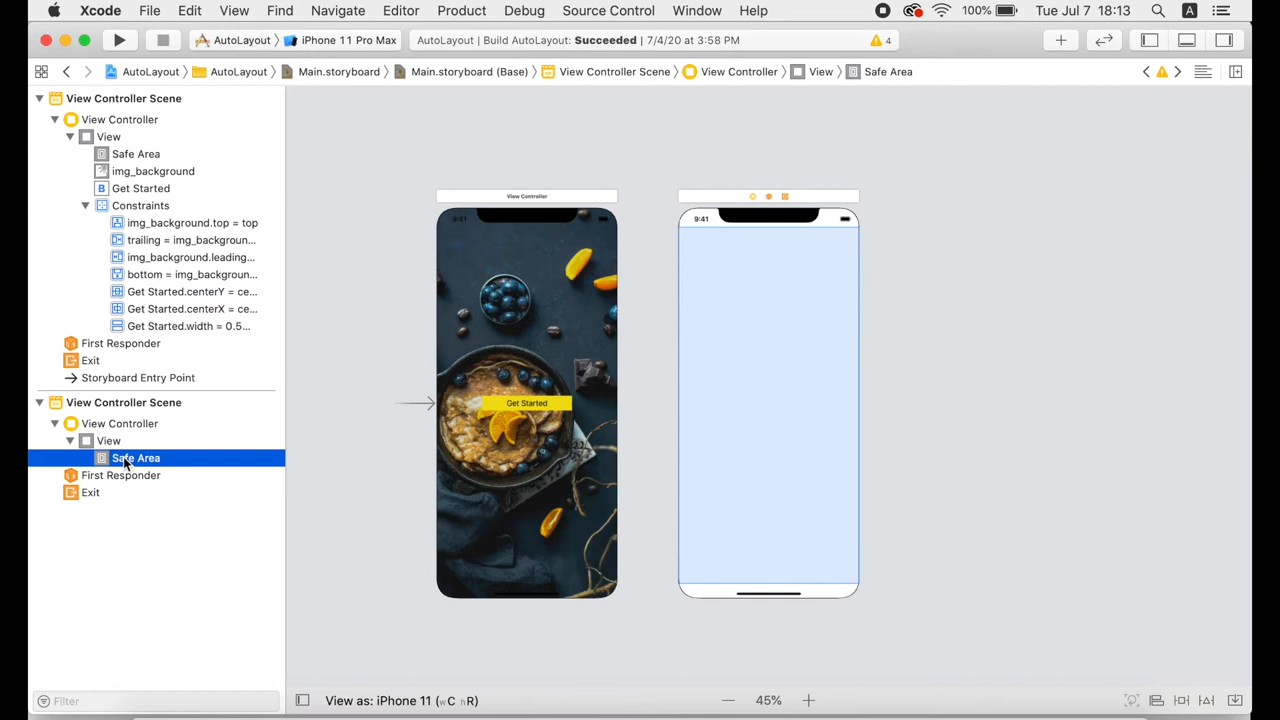 Xcode File Edit View Find Navigate Editor Product Debug Source Control Window Help 100% Tue Jul 7 18:13 A
AutoLayout iPhone 11 Pro Max AutoLayout | Build AutoLayout: Succeeded | 7/4/20 at 3:58 PM 4
AutoLayout AutoLayout Main.storyboard Main.storyboard (Base) View Controller Scene View Controller View Safe Area
View Controller Scene
View Controller
View
Safe Area
img_background
B Get Started
Constraints
img_background.top = top
trailing = img_backgroun...
img_background.leading...
bottom = img_backgroun...
Get Started.centerY = ce...
Get Started.centerX = ce...
Get Started.width = 0.5...
First Responder
Exit
Storyboard Entry Point
View Controller Scene
View Controller
View
Safe Area
First Responder
Exit
Filter
View Controller
9:41
Get Started
9:41
View as: iPhone 11 (wC hR)
45%